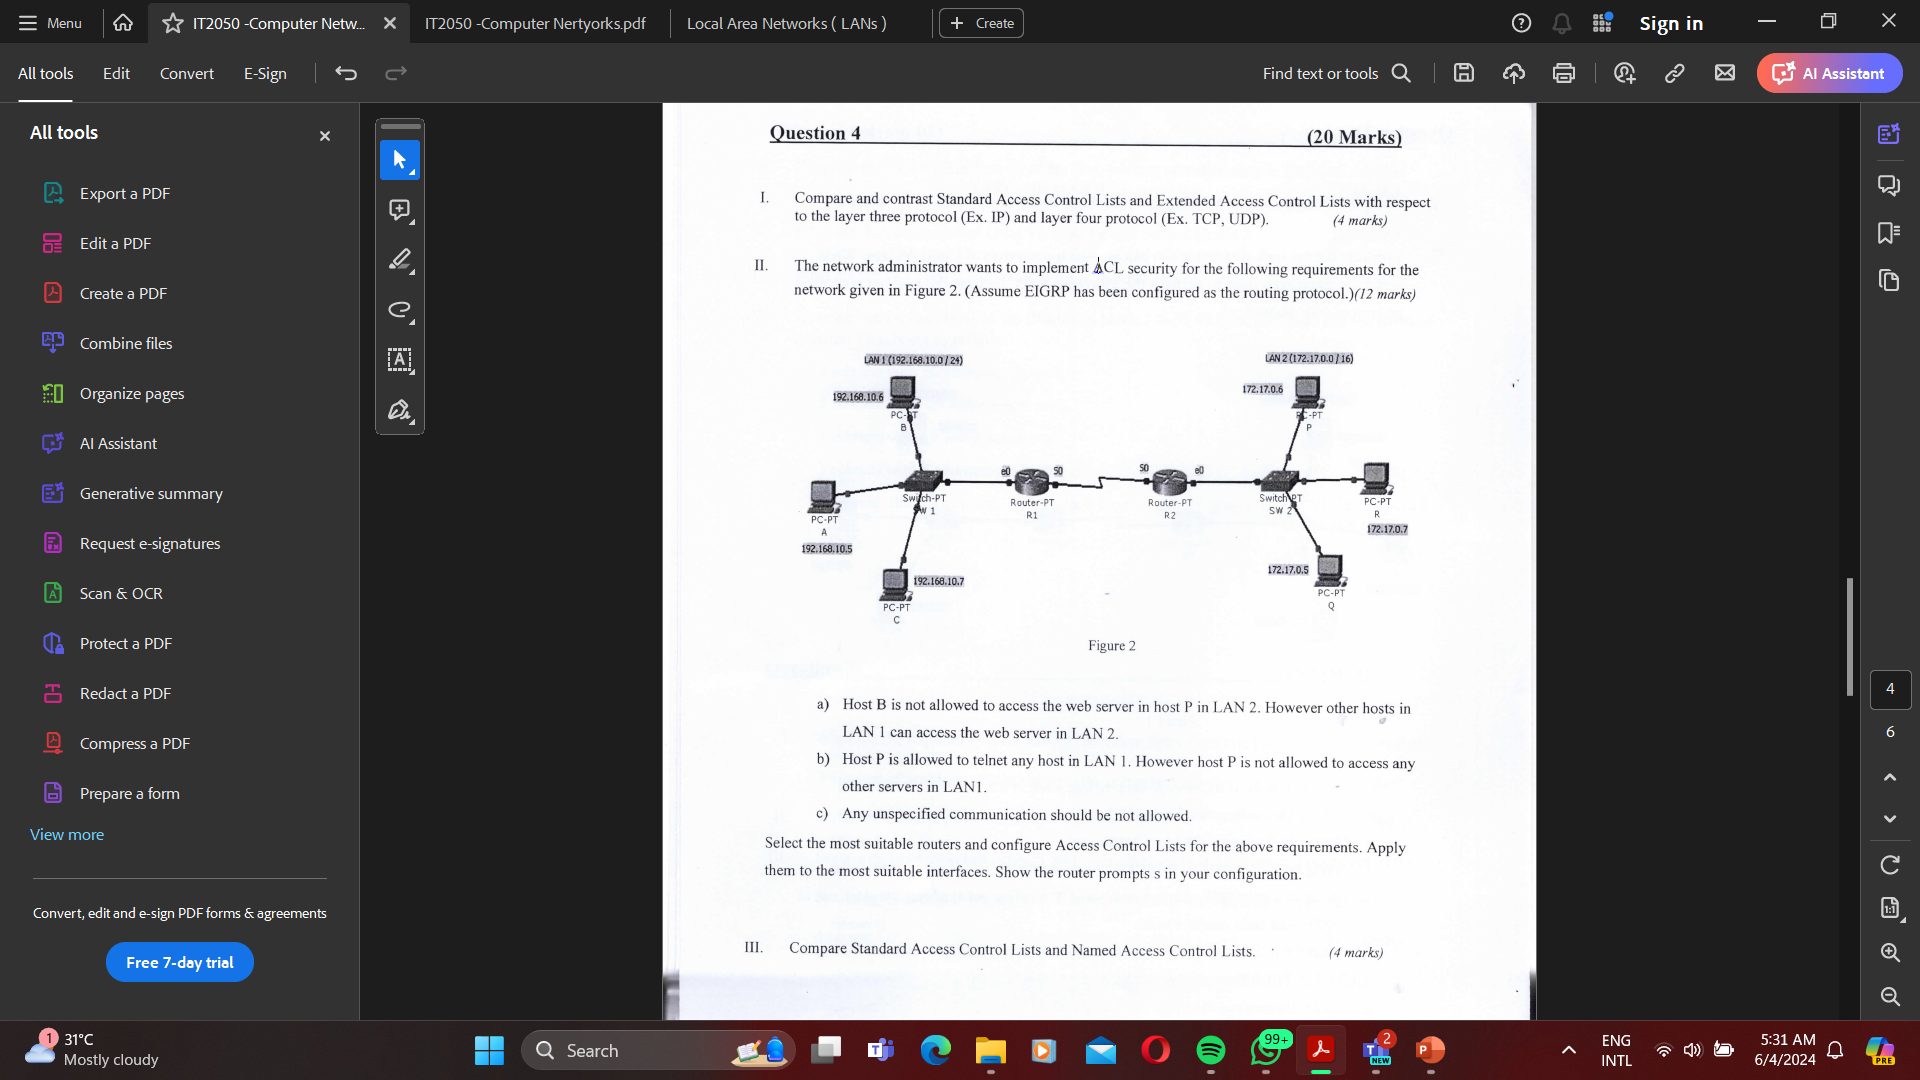 Menu
IT2050 -Computer Netw...
IT2050 -Computer Nertyorks.pdf
Local Area Networks ( LANs )
Create
Sign in
All tools
Edit
Convert
E-Sign
Find text or tools
AI Assistant
All tools
Export a PDF
Edit a PDF
Create a PDF
Combine files
Organize pages
AI Assistant
Generative summary
Request e-signatures
Scan & OCR
Protect a PDF
Redact a PDF
Compress a PDF
Prepare a form
View more
Convert, edit and e-sign PDF forms & agreements
Free 7-day trial
Question 4 (20 Marks)
I. Compare and contrast Standard Access Control Lists and Extended Access Control Lists with respect
to the layer three protocol (Ex. IP) and layer four protocol (Ex. TCP, UDP). (4 marks)
II. The network administrator wants to implement ACL security for the following requirements for the
network given in Figure 2. (Assume EIGRP has been configured as the routing protocol.)(12 marks)
LAN 1 (192.168.10.0 / 24)
LAN 2 (172.17.0.0 / 16)
192.168.10.6
PC-PT
B
172.17.0.6
PC-PT
P
e0
S0
S0
e0
Switch-PT
SW 1
Router-PT
R1
Router-PT
R2
Switch-PT
SW 2
PC-PT
R
172.17.0.7
PC-PT
A
192.168.10.5
192.168.10.7
PC-PT
C
172.17.0.5
PC-PT
Q
Figure 2
a) Host B is not allowed to access the web server in host P in LAN 2. However other hosts in
LAN 1 can access the web server in LAN 2.
b) Host P is allowed to telnet any host in LAN 1. However host P is not allowed to access any
other servers in LAN1.
c) Any unspecified communication should be not allowed.
Select the most suitable routers and configure Access Control Lists for the above requirements. Apply
them to the most suitable interfaces. Show the router prompts s in your configuration.
III. Compare Standard Access Control Lists and Named Access Control Lists. (4 marks)
4
6
1:1
1
31°C
Mostly cloudy
Search
99+
2
NEW
ENG
INTL
5:31 AM
6/4/2024
PRE